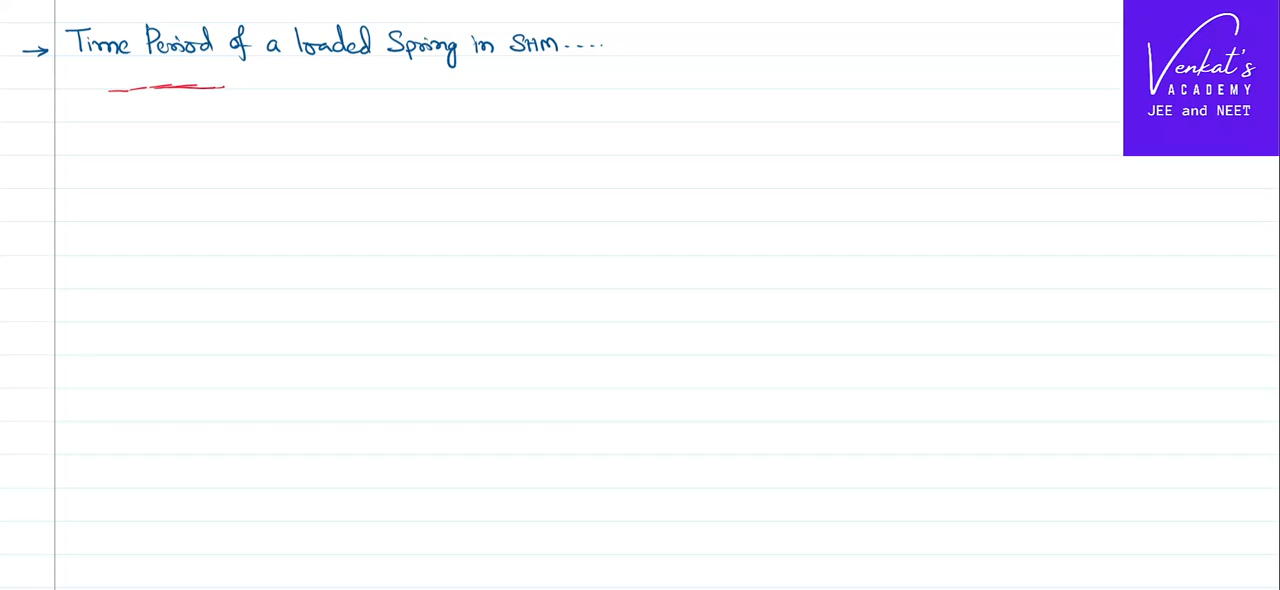 → Time Period of a loaded Spring in SHM....
Venkat's
ACADEMY
JEE and NEET